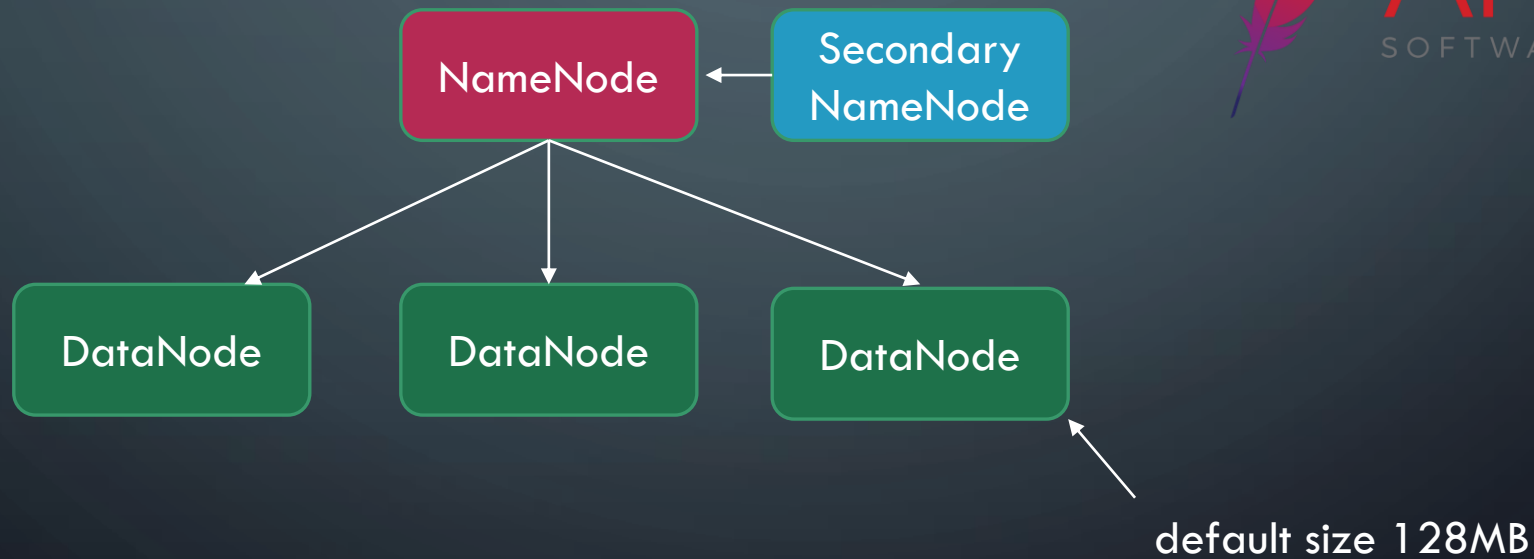 SOFTWA
NameNode
Secondary
NameNode
DataNode
DataNode
DataNode
default size 128MB